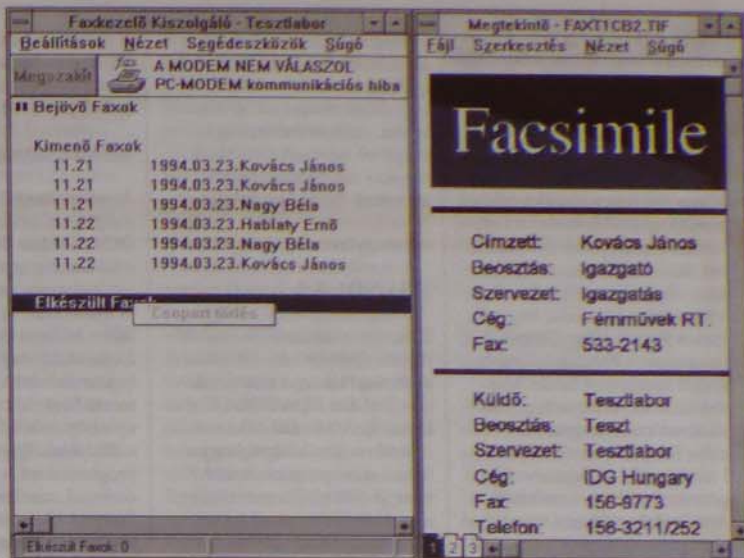 Faxkezelő Kiszolgáló - Tesztlabor
Beállítások Nézet Segédeszközök Súgó
Megszakít
fax
A MODEM NEM VÁLASZOL
PC-MODEM kommunikációs hiba
Bejövő Faxok
Kimenő Faxok
11.21 1994.03.23.Kovács János
11.21 1994.03.23.Kovács János
11.21 1994.03.23.Nagy Béla
11.22 1994.03.23.Hablaty Ernő
11.22 1994.03.23.Nagy Béla
11.22 1994.03.23.Kovács János
Elkészült Faxok
Csoport törlés
Elkészült Faxok: 0
Megtekintő - FAXT1CB2.TIF
Fájl Szerkesztés Nézet Súgó
Facsimile
Címzett: Kovács János
Beosztás: Igazgató
Szervezet: Igazgatás
Cég: Fémművek RT.
Fax: 533-2143
Küldő: Tesztlabor
Beosztás: Teszt
Szervezet: Tesztlabor
Cég: IDG Hungary
Fax: 156-9773
Telefon: 156-3211/252
1 2 3